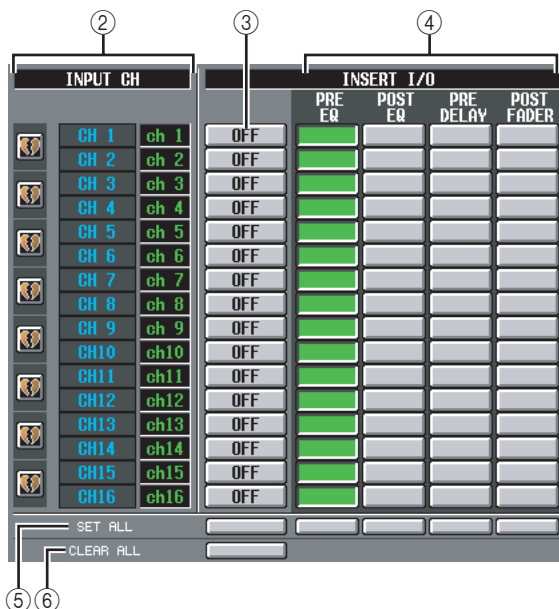 ② ③ ④
INPUT CH INSERT I/O
PRE EQ POST EQ PRE DELAY POST FADER
CH 1 ch 1 OFF
CH 2 ch 2 OFF
CH 3 ch 3 OFF
CH 4 ch 4 OFF
CH 5 ch 5 OFF
CH 6 ch 6 OFF
CH 7 ch 7 OFF
CH 8 ch 8 OFF
CH 9 ch 9 OFF
CH10 ch10 OFF
CH11 ch11 OFF
CH12 ch12 OFF
CH13 ch13 OFF
CH14 ch14 OFF
CH15 ch15 OFF
CH16 ch16 OFF
SET ALL
CLEAR ALL
⑤ ⑥